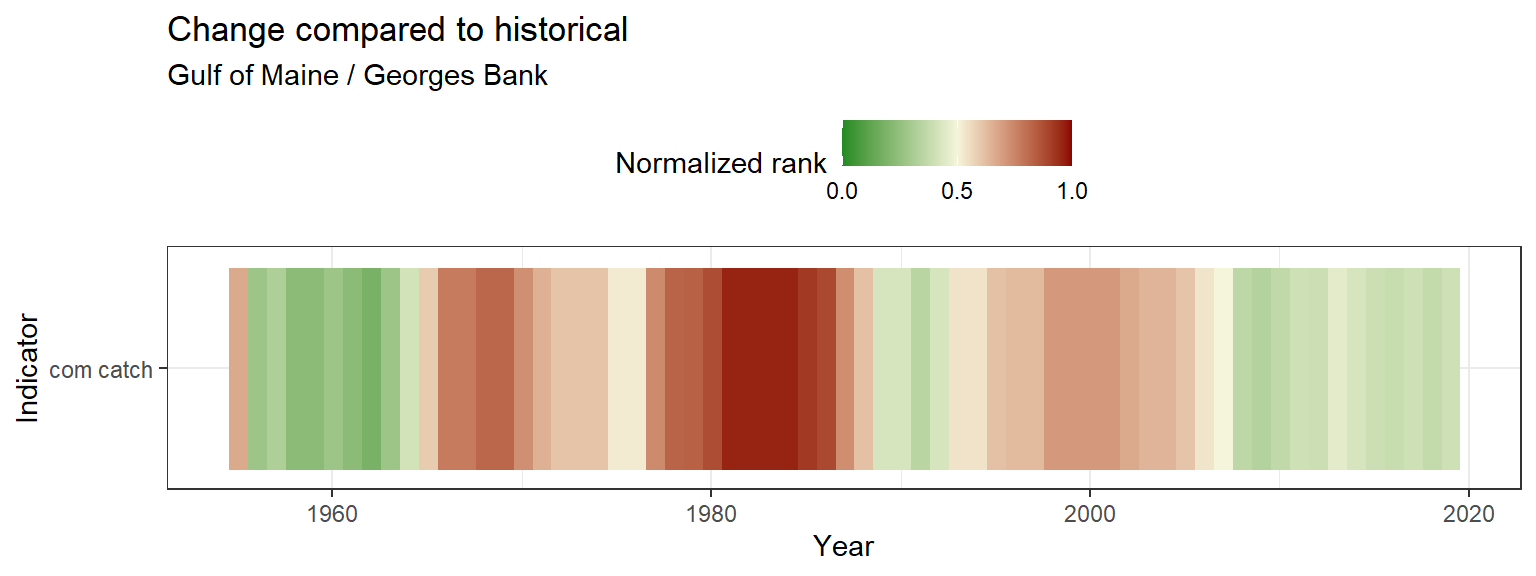 Change compared to historical
Gulf of Maine / Georges Bank
Normalized rank
0.0 0.5 1.0
Indicator
com catch
1960 1980 2000 2020
Year